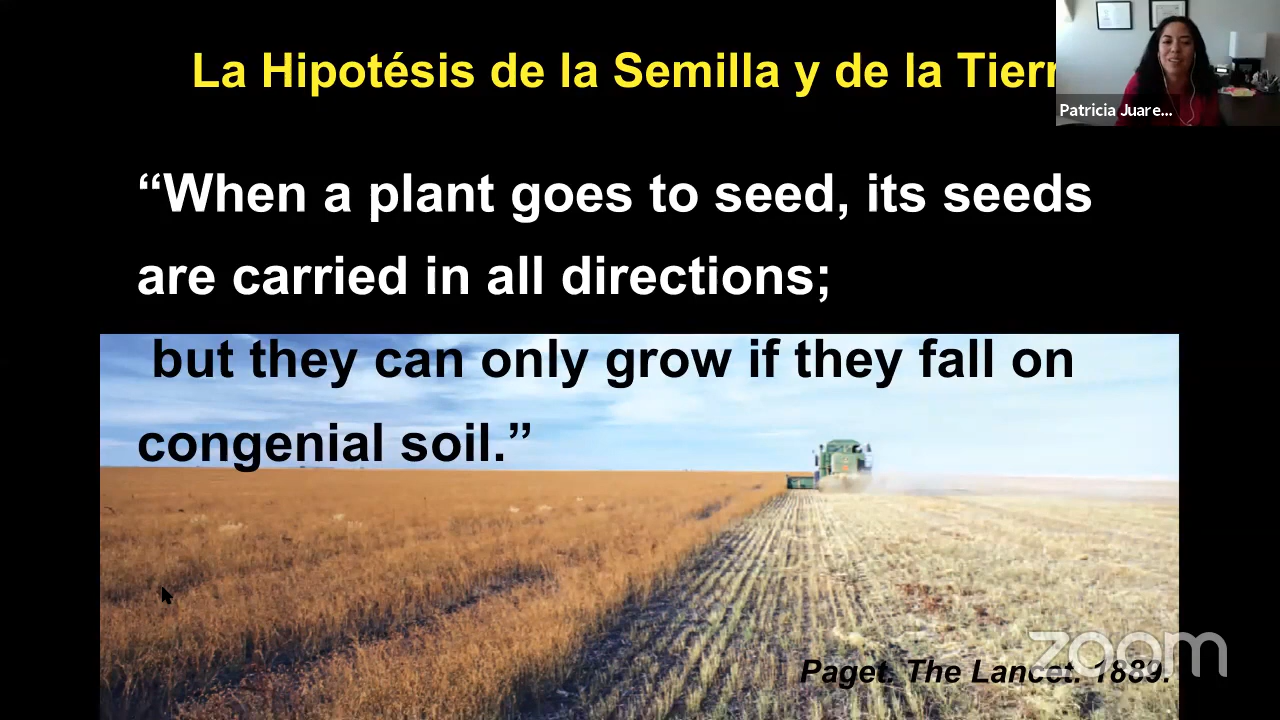 La Hipotésis de la Semilla y de la Tierr
Patricia Juare...
“When a plant goes to seed, its seeds
are carried in all directions;
but they can only grow if they fall on
congenial soil.”
Paget. The Lancet. 1889.
zoom